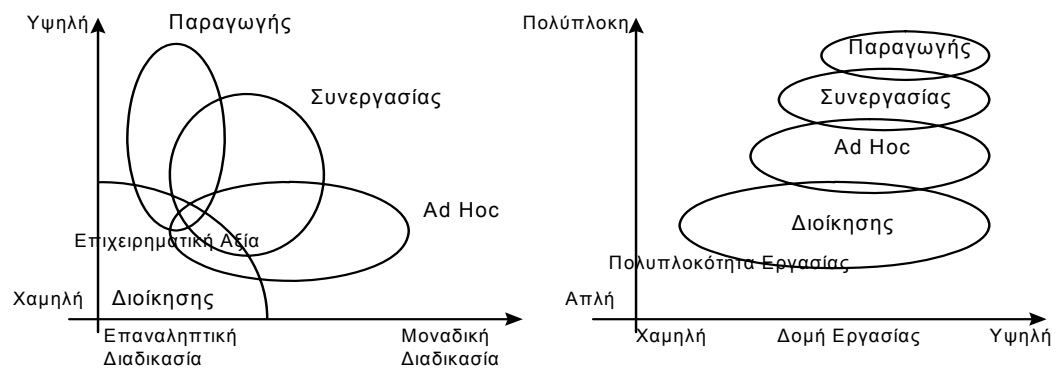 Υψηλή
Παραγωγής
Συνεργασίας
Ad Hoc
Επιχειρηματική Αξία
Χαμηλή
Διοίκησης
Επαναληπτική
Διαδικασία
Μοναδική
Διαδικασία
Πολύπλοκη
Παραγωγής
Συνεργασίας
Ad Hoc
Διοίκησης
Πολυπλοκότητα Εργασίας
Απλή
Χαμηλή
Δομή Εργασίας
Υψηλή